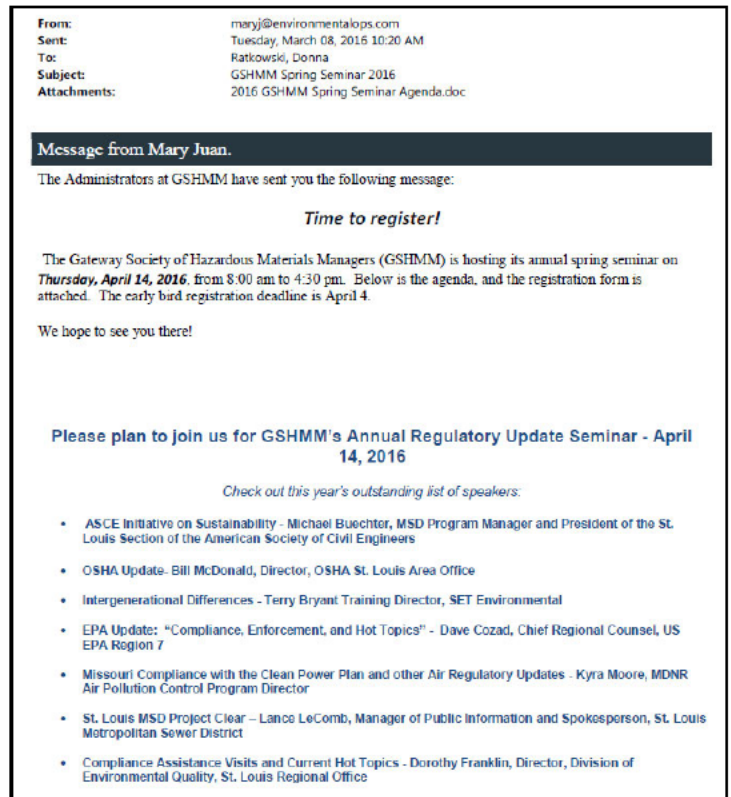 From: maryj@environmentalops.com
Sent: Tuesday, March 08, 2016 10:20 AM
To: Ratkowski, Donna
Subject: GSHMM Spring Seminar 2016
Attachments: 2016 GSHMM Spring Seminar Agenda.doc
Message from Mary Juan.
The Administrators at GSHMM have sent you the following message:
Time to register!
The Gateway Society of Hazardous Materials Managers (GSHMM) is hosting its annual spring seminar on
Thursday, April 14, 2016, from 8:00 am to 4:30 pm. Below is the agenda, and the registration form is
attached. The early bird registration deadline is April 4.
We hope to see you there!
Please plan to join us for GSHMM's Annual Regulatory Update Seminar - April
14, 2016
Check out this year's outstanding list of speakers:
• ASCE Initiative on Sustainability - Michael Buechter, MSD Program Manager and President of the St.
Louis Section of the American Society of Civil Engineers
• OSHA Update- Bill McDonald, Director, OSHA St. Louis Area Office
• Intergenerational Differences - Terry Bryant Training Director, SET Environmental
• EPA Update: "Compliance, Enforcement, and Hot Topics" - Dave Cozad, Chief Regional Counsel, US
EPA Region 7
• Missouri Compliance with the Clean Power Plan and other Air Regulatory Updates - Kyra Moore, MDNR
Air Pollution Control Program Director
• St. Louis MSD Project Clear – Lance LeComb, Manager of Public Information and Spokesperson, St. Louis
Metropolitan Sewer District
• Compliance Assistance Visits and Current Hot Topics - Dorothy Franklin, Director, Division of
Environmental Quality, St. Louis Regional Office